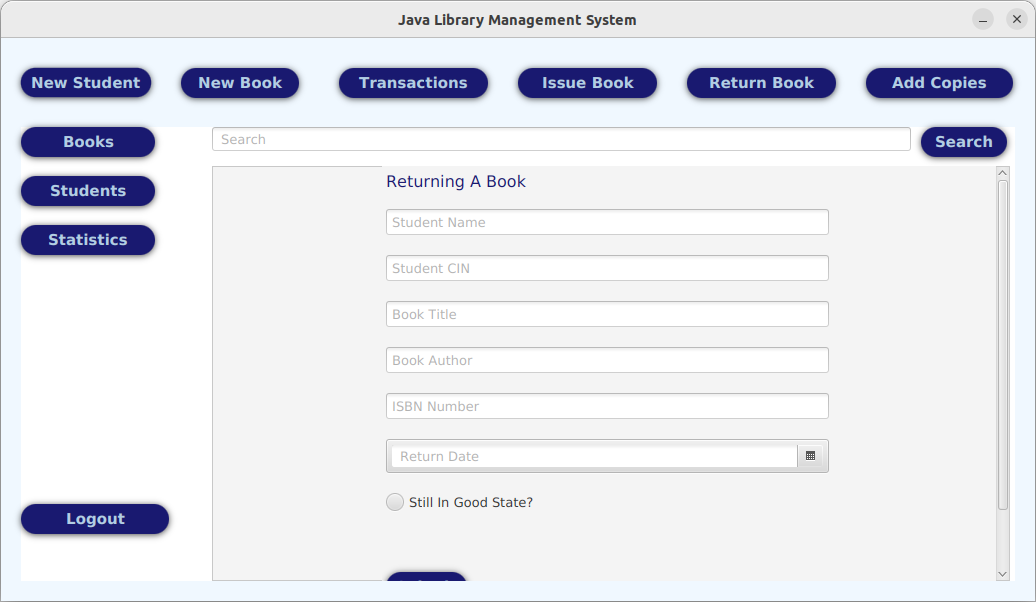 Java Library Management System
New Student New Book Transactions Issue Book Return Book Add Copies
Books
Search
Search
Students
Statistics
Logout
Returning A Book
Student Name
Student CIN
Book Title
Book Author
ISBN Number
Return Date
Still In Good State?